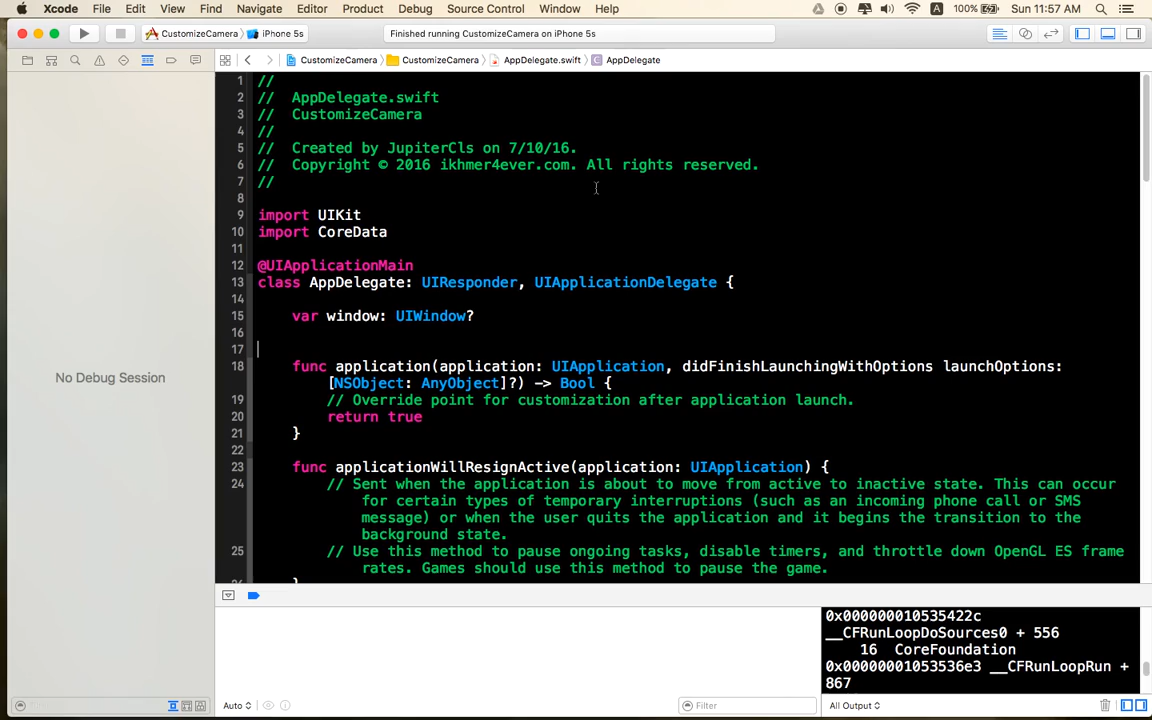 Xcode File Edit View Find Navigate Editor Product Debug Source Control Window Help A 100% Sun 11:57 AM
CustomizeCamera iPhone 5s Finished running CustomizeCamera on iPhone 5s
CustomizeCamera CustomizeCamera AppDelegate.swift C AppDelegate
1 //
2 // AppDelegate.swift
3 // CustomizeCamera
4 //
5 // Created by JupiterCls on 7/10/16.
6 // Copyright © 2016 ikhmer4ever.com. All rights reserved.
7 //
8
9 import UIKit
10 import CoreData
11
12 @UIApplicationMain
13 class AppDelegate: UIResponder, UIApplicationDelegate {
14
15 var window: UIWindow?
16
17
18 func application(application: UIApplication, didFinishLaunchingWithOptions launchOptions:
[NSObject: AnyObject]?) -> Bool {
19 // Override point for customization after application launch.
20 return true
21 }
22
23 func applicationWillResignActive(application: UIApplication) {
24 // Sent when the application is about to move from active to inactive state. This can occur
for certain types of temporary interruptions (such as an incoming phone call or SMS
message) or when the user quits the application and it begins the transition to the
background state.
25 // Use this method to pause ongoing tasks, disable timers, and throttle down OpenGL ES frame
rates. Games should use this method to pause the game.
26 }
No Debug Session
0x000000010535422c
__CFRunLoopDoSources0 + 556
16 CoreFoundation
0x00000001053536e3 __CFRunLoopRun +
867
Auto Filter All Output